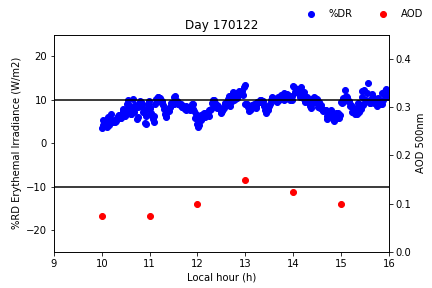 %DR AOD
Day 170122
%RD Erythemal Irradiance (W/m2)
20
10
0
−10
−20
0.4
0.3
0.2
0.1
0.0
AOD 500nm
9 10 11 12 13 14 15 16
Local hour (h)